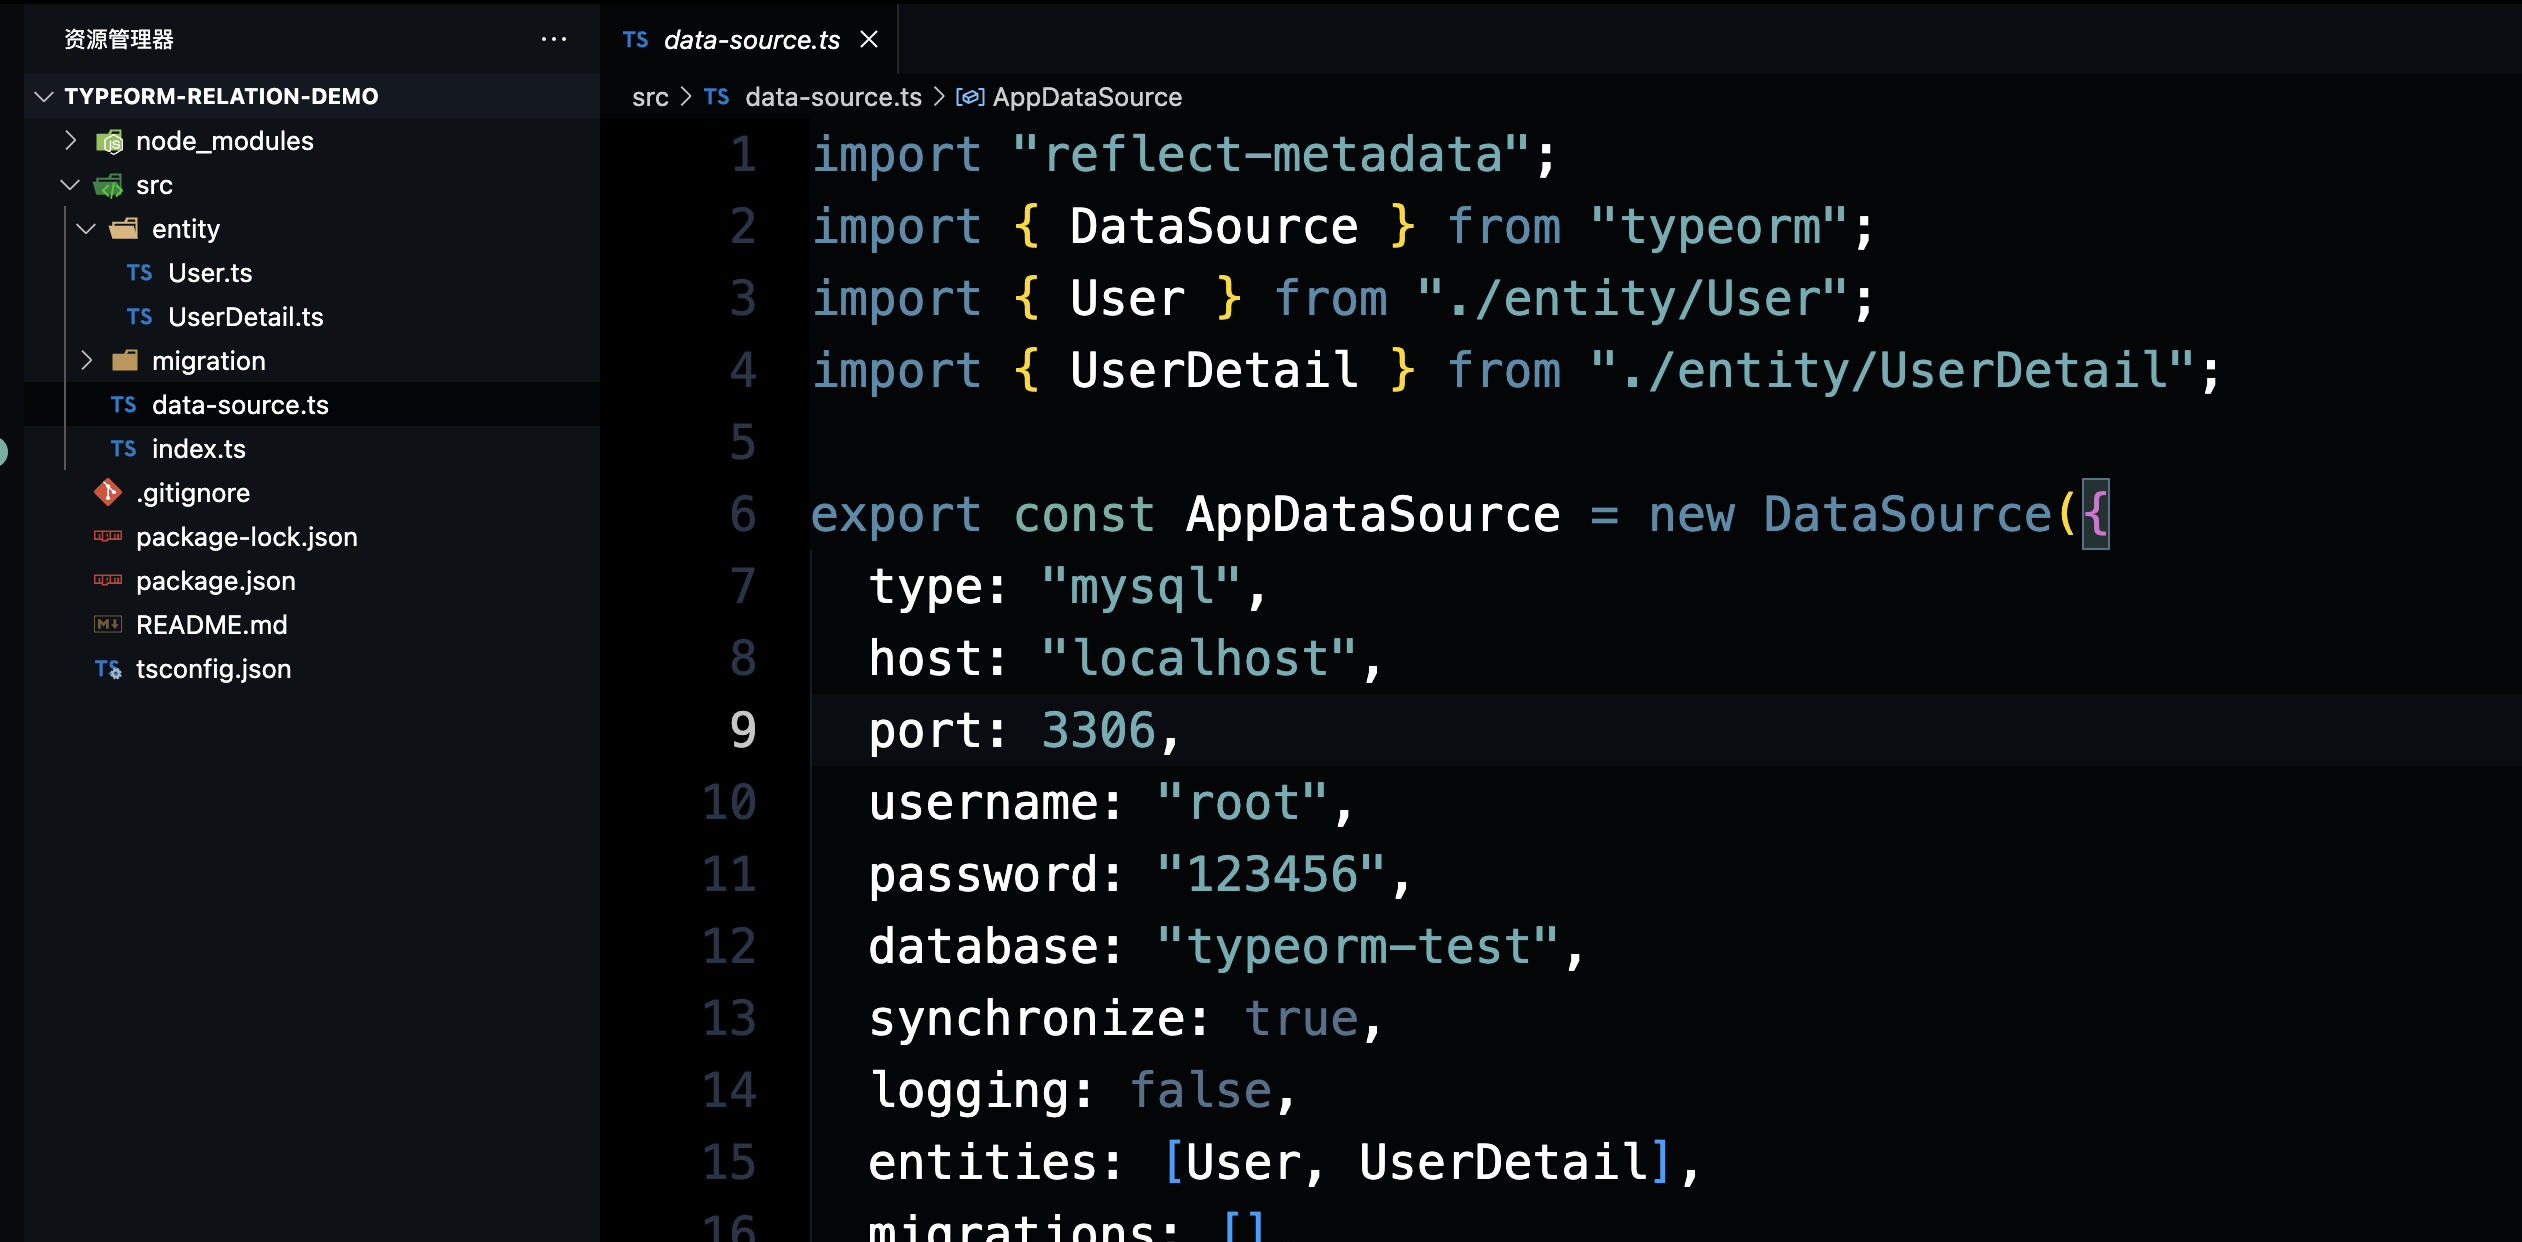 资源管理器
TYPEORM-RELATION-DEMO
node_modules
src
entity
TS User.ts
TS UserDetail.ts
migration
TS data-source.ts
TS index.ts
.gitignore
package-lock.json
package.json
README.md
TS tsconfig.json
TS data-source.ts
src > TS data-source.ts > AppDataSource
1 import "reflect-metadata";
2 import { DataSource } from "typeorm";
3 import { User } from "./entity/User";
4 import { UserDetail } from "./entity/UserDetail";
5
6 export const AppDataSource = new DataSource({
7 type: "mysql",
8 host: "localhost",
9 port: 3306,
10 username: "root",
11 password: "123456",
12 database: "typeorm-test",
13 synchronize: true,
14 logging: false,
15 entities: [User, UserDetail],
16 migrations: []